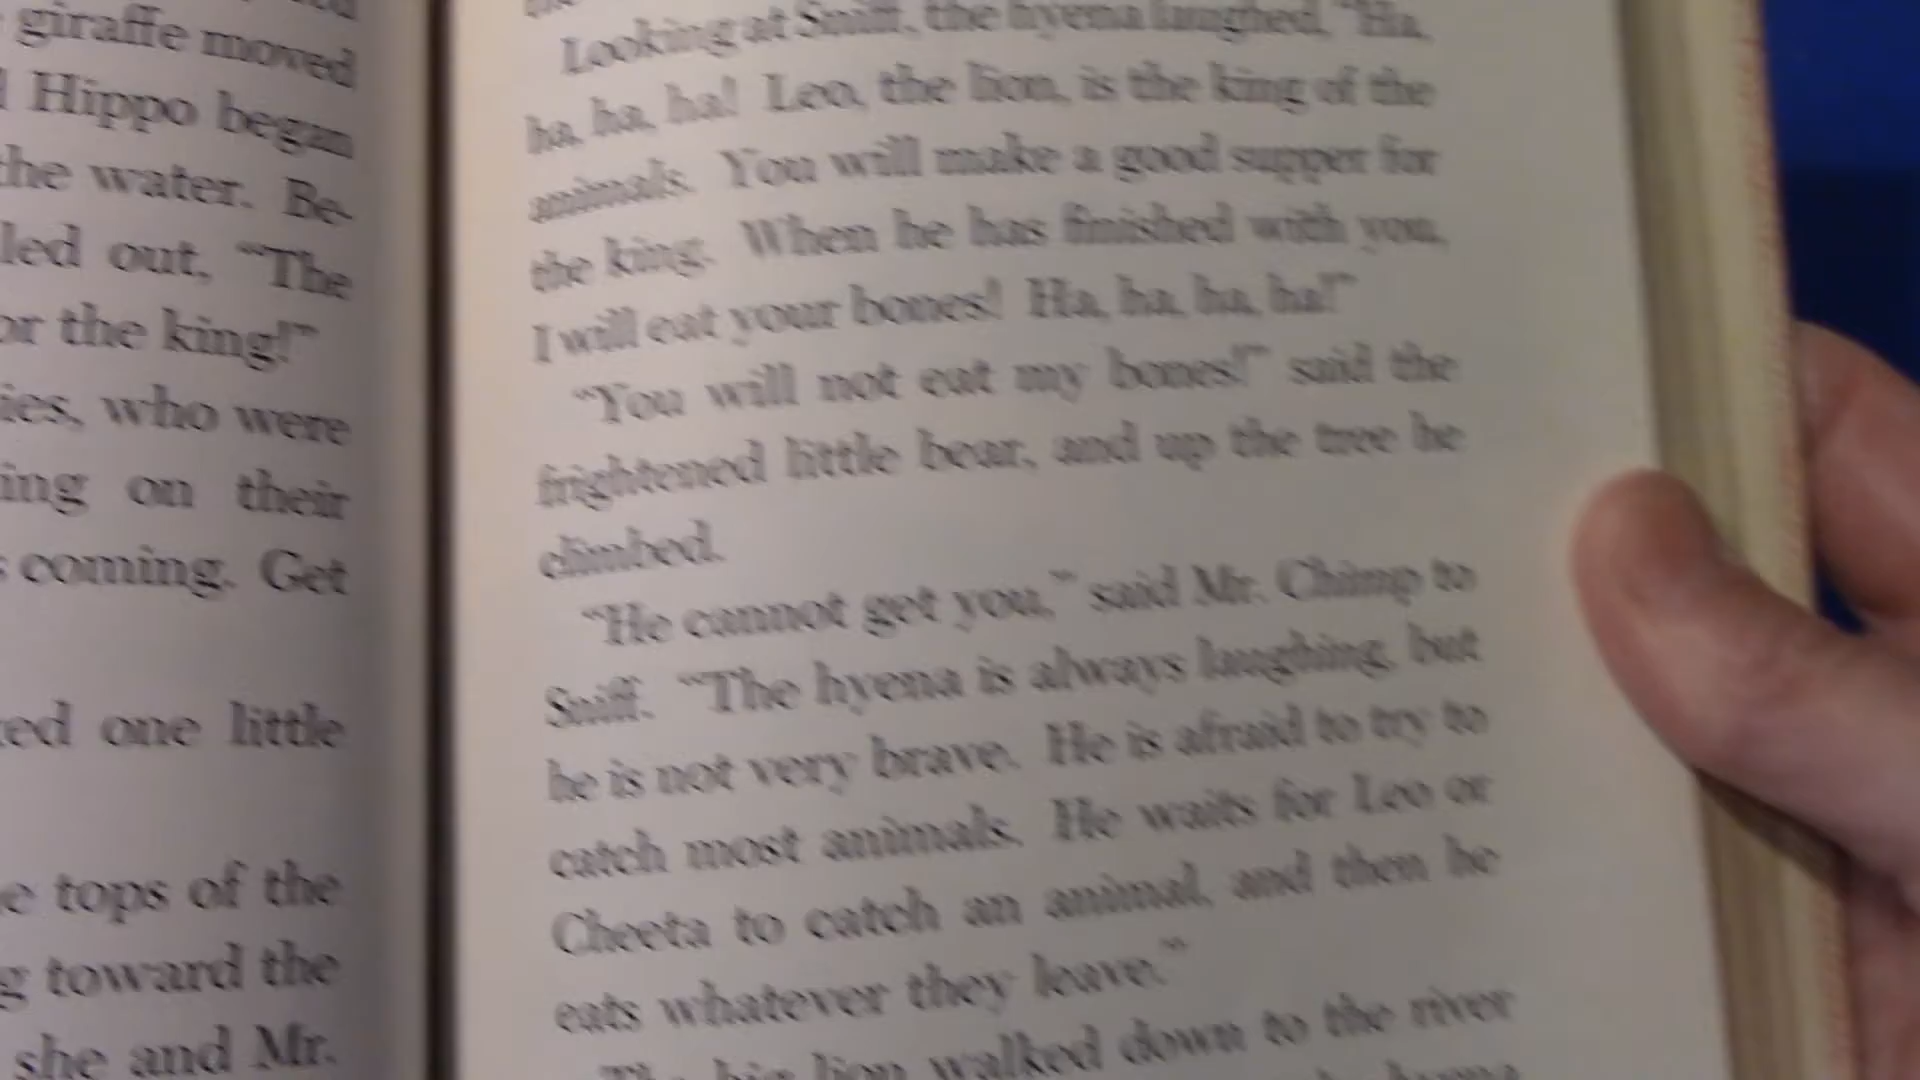 giraffe moved
Hippo began
the water. Be-
led out, “The
or the king!”
ies, who were
ing on their
coming. Get
ed one little
e tops of the
g toward the
she and Mr.
Looking at Sniff, the hyena laughed, “Ha,
ha, ha, ha! Leo, the lion, is the king of the
animals. You will make a good supper for
the king. When he has finished with you,
I will eat your bones! Ha, ha, ha, ha!”
“You will not eat my bones!” said the
frightened little bear, and up the tree he
climbed.
“He cannot get you,” said Mr. Chimp to
Sniff. “The hyena is always laughing, but
he is not very brave. He is afraid to try to
catch most animals. He waits for Leo or
Cheeta to catch an animal, and then he
eats whatever they leave.”
The big lion walked down to the river
hyena